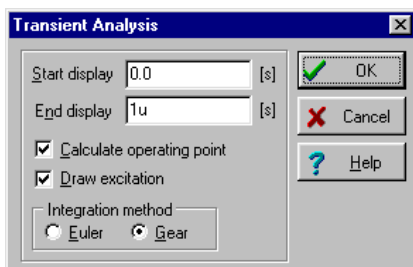 Transient Analysis
Start display 0.0 [s]
End display 1u [s]
Calculate operating point
Draw excitation
Integration method
Euler Gear
OK
Cancel
Help